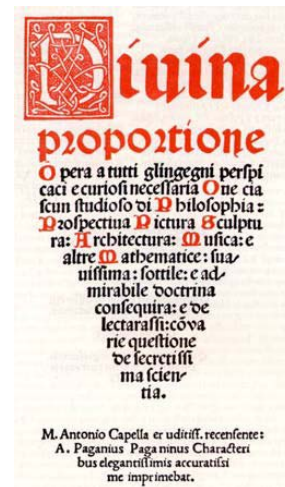 Diuina
proportione
Opera a tutti glingegni perspi
caci e curiosi necessaria Oue cia
scun studioso di Philosophia:
Prospectiua Pictura Sculptu
ra: Architectura: Musica: e
altre Mathematice: sua/
uissima: sottile: e ad/
mirabile doctrina
consequira: e de
lectarassi: cōva
rie questione
de secretissi
ma scien/
tia.
M. Antonio Capella eruditiss. recensente:
A. Paganius Paganinus Characteri
bus elegantissimis accuratissi
me imprimebat.